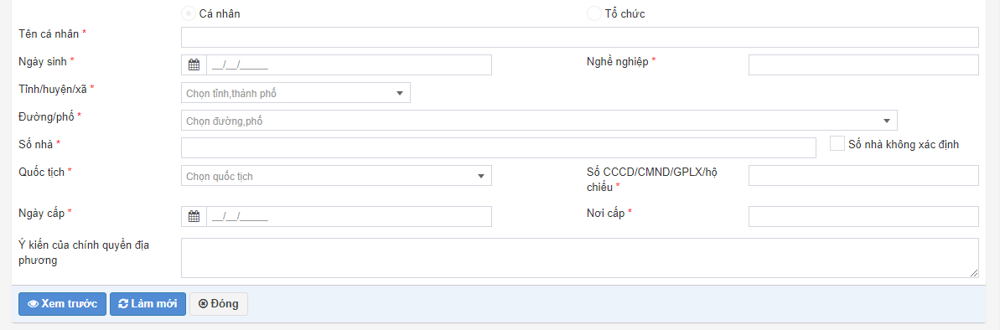 Cá nhân Tổ chức
Tên cá nhân *
Ngày sinh * __/__/_____ Nghề nghiệp *
Tỉnh/huyện/xã * Chọn tỉnh,thành phố
Đường/phố * Chọn đường,phố
Số nhà * Số nhà không xác định
Quốc tịch * Chọn quốc tịch Số CCCD/CMND/GPLX/hộ
chiếu *
Ngày cấp * __/__/_____ Nơi cấp *
Ý kiến của chính quyền địa
phương
Xem trước Làm mới Đóng